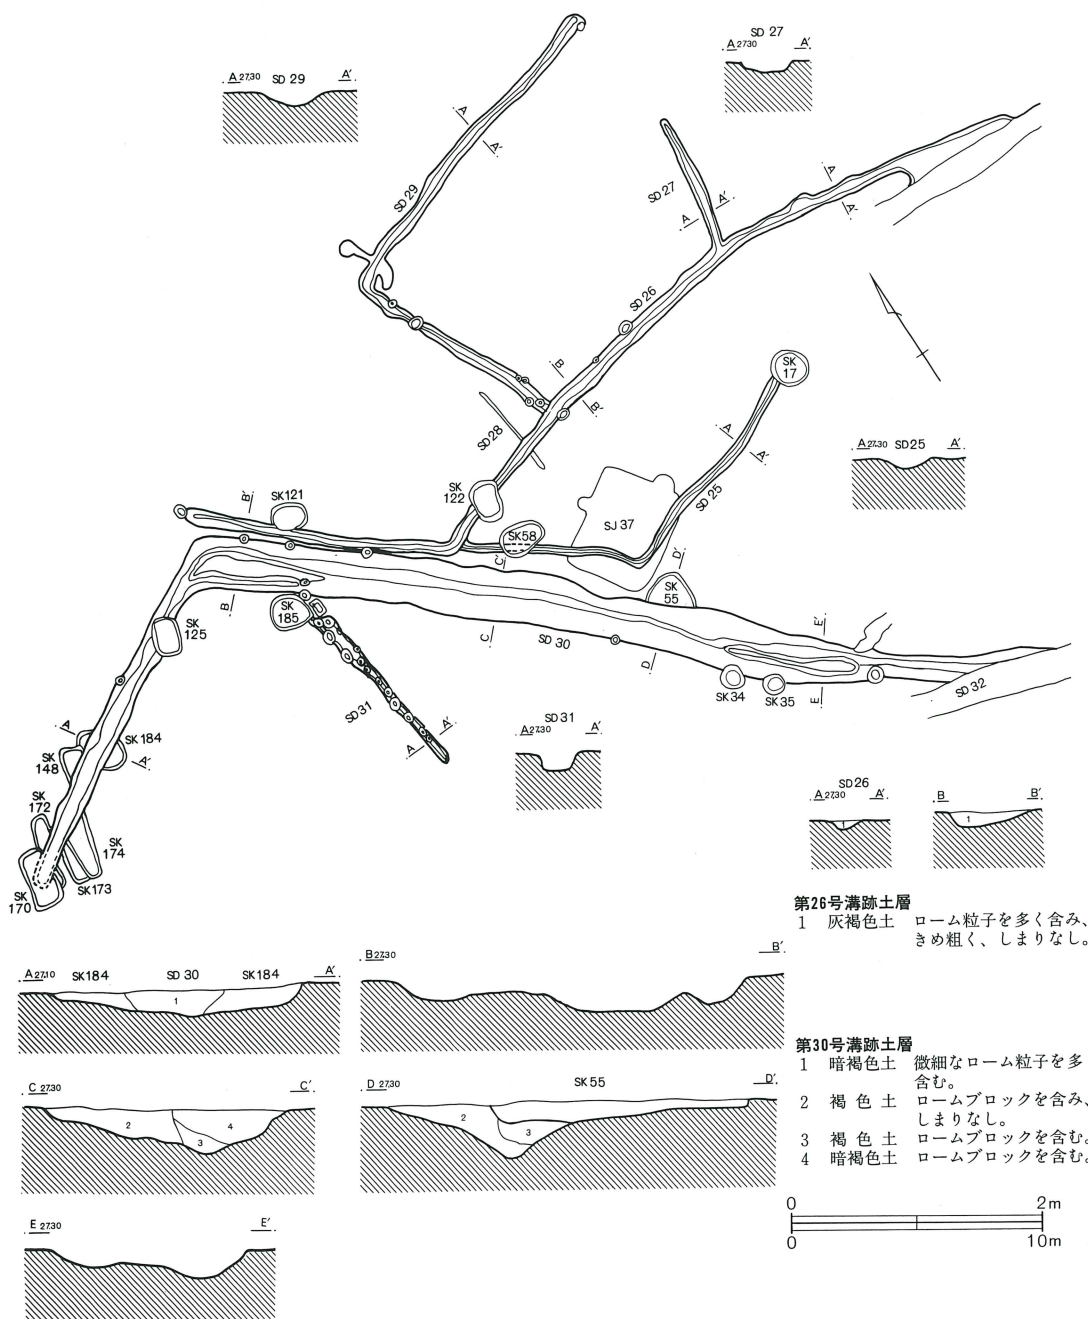 SD 27
A 27.30 A′
A 27.30 SD 29 A′
A
A′
SD 29
SD 27
A
A′
A
A′
SD 26
B
B′
SK
17
SD 28
A
A′
A 27.30 SD25 A′
SD 25
B′
SK121
SK
122
SK58
SJ 37
C′
D′
SK
55
SK
125
B
SK
185
C
SD 30
D
E′
SK34
SK35
E
SD 32
SD31
A
A′
SD 31
A 27.30 A′
A
SK184
SK
148
A′
SK
172
SK
174
SK173
SK
170
SD26
A 27.30 A′
1
B B′
1
第26号溝跡土層
1 灰褐色土 ローム粒子を多く含み、
きめ粗く、しまりなし。
A 27.10 SK184 SD 30 SK184 A′
1
B 27.30 B′
第30号溝跡土層
1 暗褐色土 微細なローム粒子を多
含む。
2 褐色土 ロームブロックを含み、
しまりなし。
3 褐色土 ロームブロックを含む。
4 暗褐色土 ロームブロックを含む。
C 27.30 C′
2 3 4
D 27.30 SK 55 D′
2 3
0 2m
0 10m
E 27.30 E′